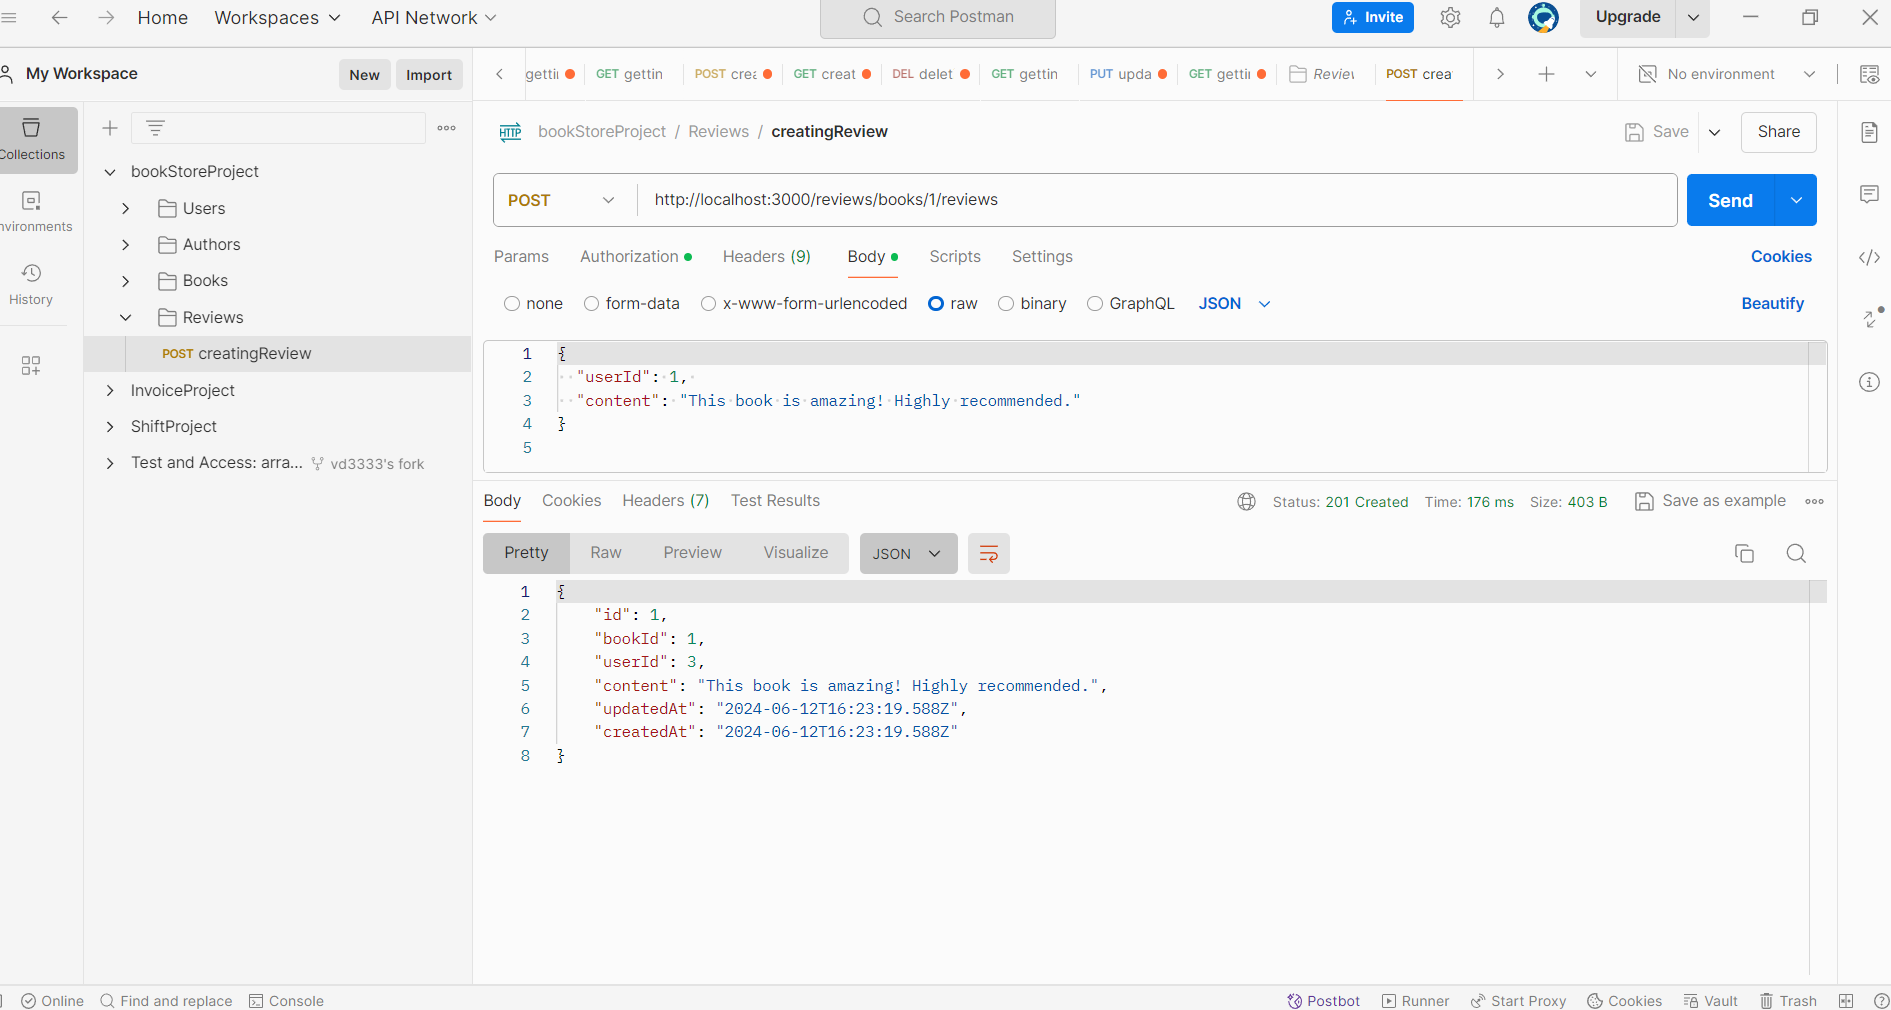 Home Workspaces API Network Search Postman Invite Upgrade
My Workspace New Import
getti GET gettin POST crea GET creat DEL delet GET gettin PUT upda GET getti Review POST crea No environment
Collections
nvironments
History
bookStoreProject
Users
Authors
Books
Reviews
POST creatingReview
InvoiceProject
ShiftProject
Test and Access: arra... vd3333's fork
HTTP bookStoreProject / Reviews / creatingReview Save Share
POST http://localhost:3000/reviews/books/1/reviews Send
Params Authorization Headers (9) Body Scripts Settings Cookies
none form-data x-www-form-urlencoded raw binary GraphQL JSON Beautify
1 {
2 "userId": 1,
3 "content": "This book is amazing! Highly recommended."
4 }
5
Body Cookies Headers (7) Test Results Status: 201 Created Time: 176 ms Size: 403 B Save as example
Pretty Raw Preview Visualize JSON
1 {
2 "id": 1,
3 "bookId": 1,
4 "userId": 3,
5 "content": "This book is amazing! Highly recommended.",
6 "updatedAt": "2024-06-12T16:23:19.588Z",
7 "createdAt": "2024-06-12T16:23:19.588Z"
8 }
Online Find and replace Console Postbot Runner Start Proxy Cookies Vault Trash